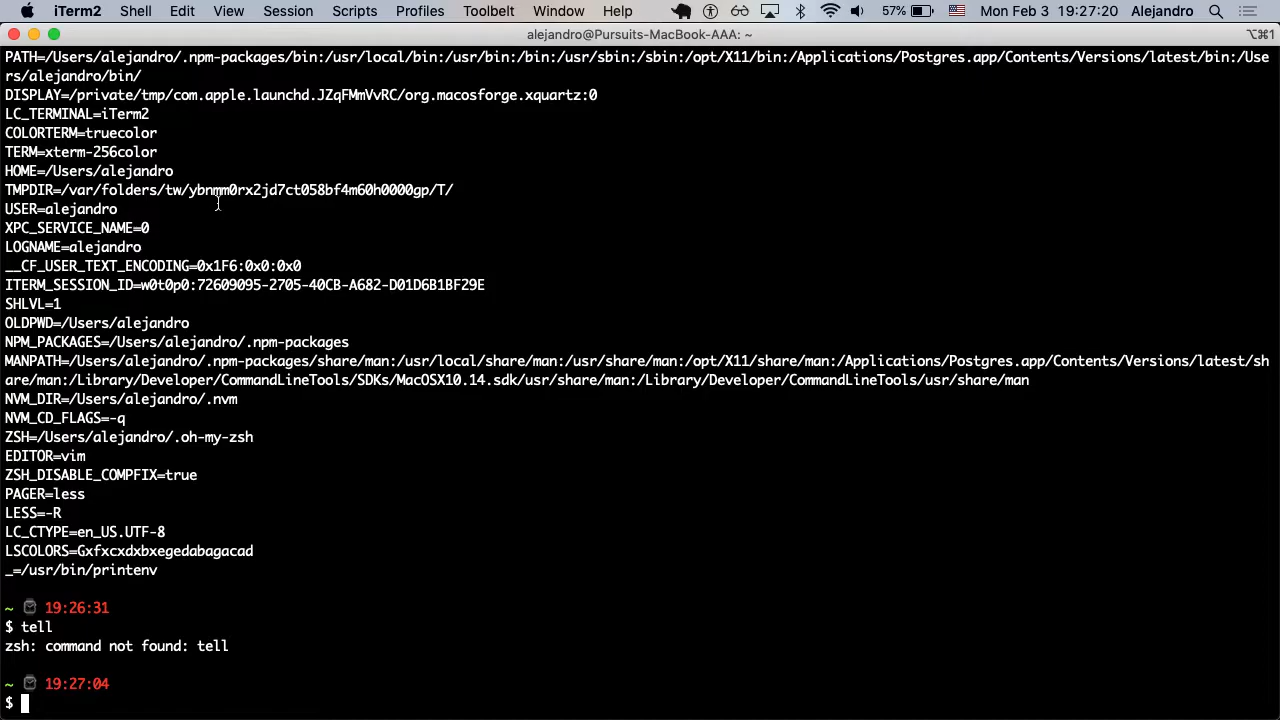 iTerm2 Shell Edit View Session Scripts Profiles Toolbelt Window Help 57% Mon Feb 3 19:27:20 Alejandro
alejandro@Pursuits-MacBook-AAA: ~ ⌥⌘1
PATH=/Users/alejandro/.npm-packages/bin:/usr/local/bin:/usr/bin:/bin:/usr/sbin:/sbin:/opt/X11/bin:/Applications/Postgres.app/Contents/Versions/latest/bin:/Use
rs/alejandro/bin/
DISPLAY=/private/tmp/com.apple.launchd.JZqFMmVvRC/org.macosforge.xquartz:0
LC_TERMINAL=iTerm2
COLORTERM=truecolor
TERM=xterm-256color
HOME=/Users/alejandro
TMPDIR=/var/folders/tw/ybnmm0rx2jd7ct058bf4m60h0000gp/T/
USER=alejandro
XPC_SERVICE_NAME=0
LOGNAME=alejandro
__CF_USER_TEXT_ENCODING=0x1F6:0x0:0x0
ITERM_SESSION_ID=w0t0p0:72609095-2705-40CB-A682-D01D6B1BF29E
SHLVL=1
OLDPWD=/Users/alejandro
NPM_PACKAGES=/Users/alejandro/.npm-packages
MANPATH=/Users/alejandro/.npm-packages/share/man:/usr/local/share/man:/usr/share/man:/opt/X11/share/man:/Applications/Postgres.app/Contents/Versions/latest/sh
are/man:/Library/Developer/CommandLineTools/SDKs/MacOSX10.14.sdk/usr/share/man:/Library/Developer/CommandLineTools/usr/share/man
NVM_DIR=/Users/alejandro/.nvm
NVM_CD_FLAGS=-q
ZSH=/Users/alejandro/.oh-my-zsh
EDITOR=vim
ZSH_DISABLE_COMPFIX=true
PAGER=less
LESS=-R
LC_CTYPE=en_US.UTF-8
LSCOLORS=Gxfxcxdxbxegedabagacad
_=/usr/bin/printenv
~ 19:26:31
$ tell
zsh: command not found: tell
~ 19:27:04
$